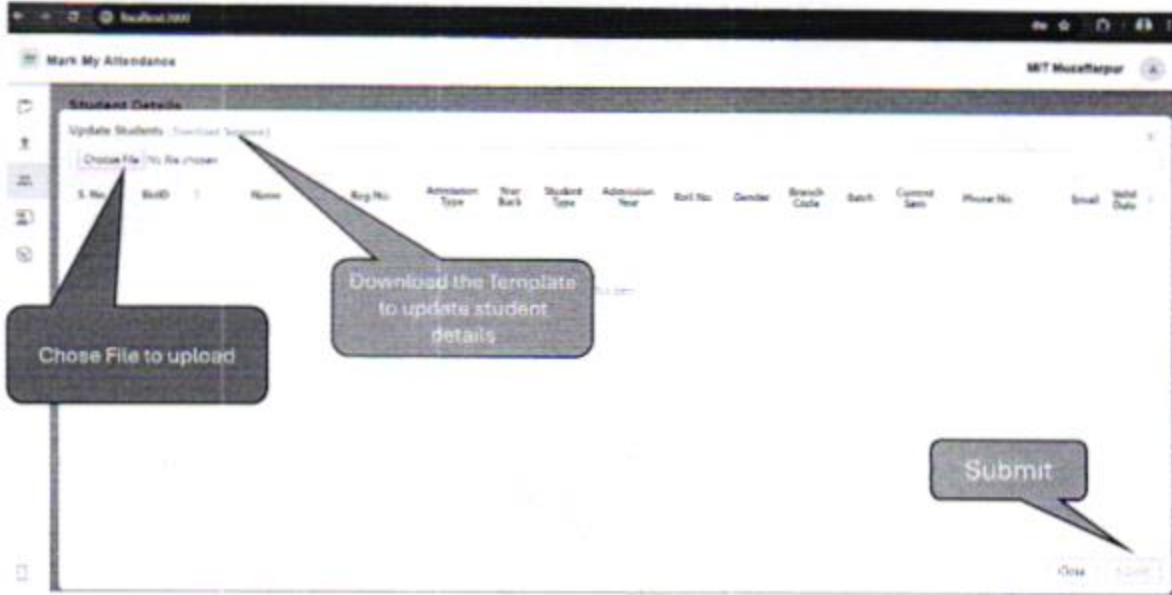 Mark My Attendance
MIT Muzaffarpur
Student Details
Update Students
Choose File No file chosen
S. No. Name Reg No. Admission Type Year Back Student Type Admission Year Roll No. Gender Branch Code Batch Current Sem Phone No. Email Valid Date
Download the Template
to update student
details
Chose File to upload
Submit
Close